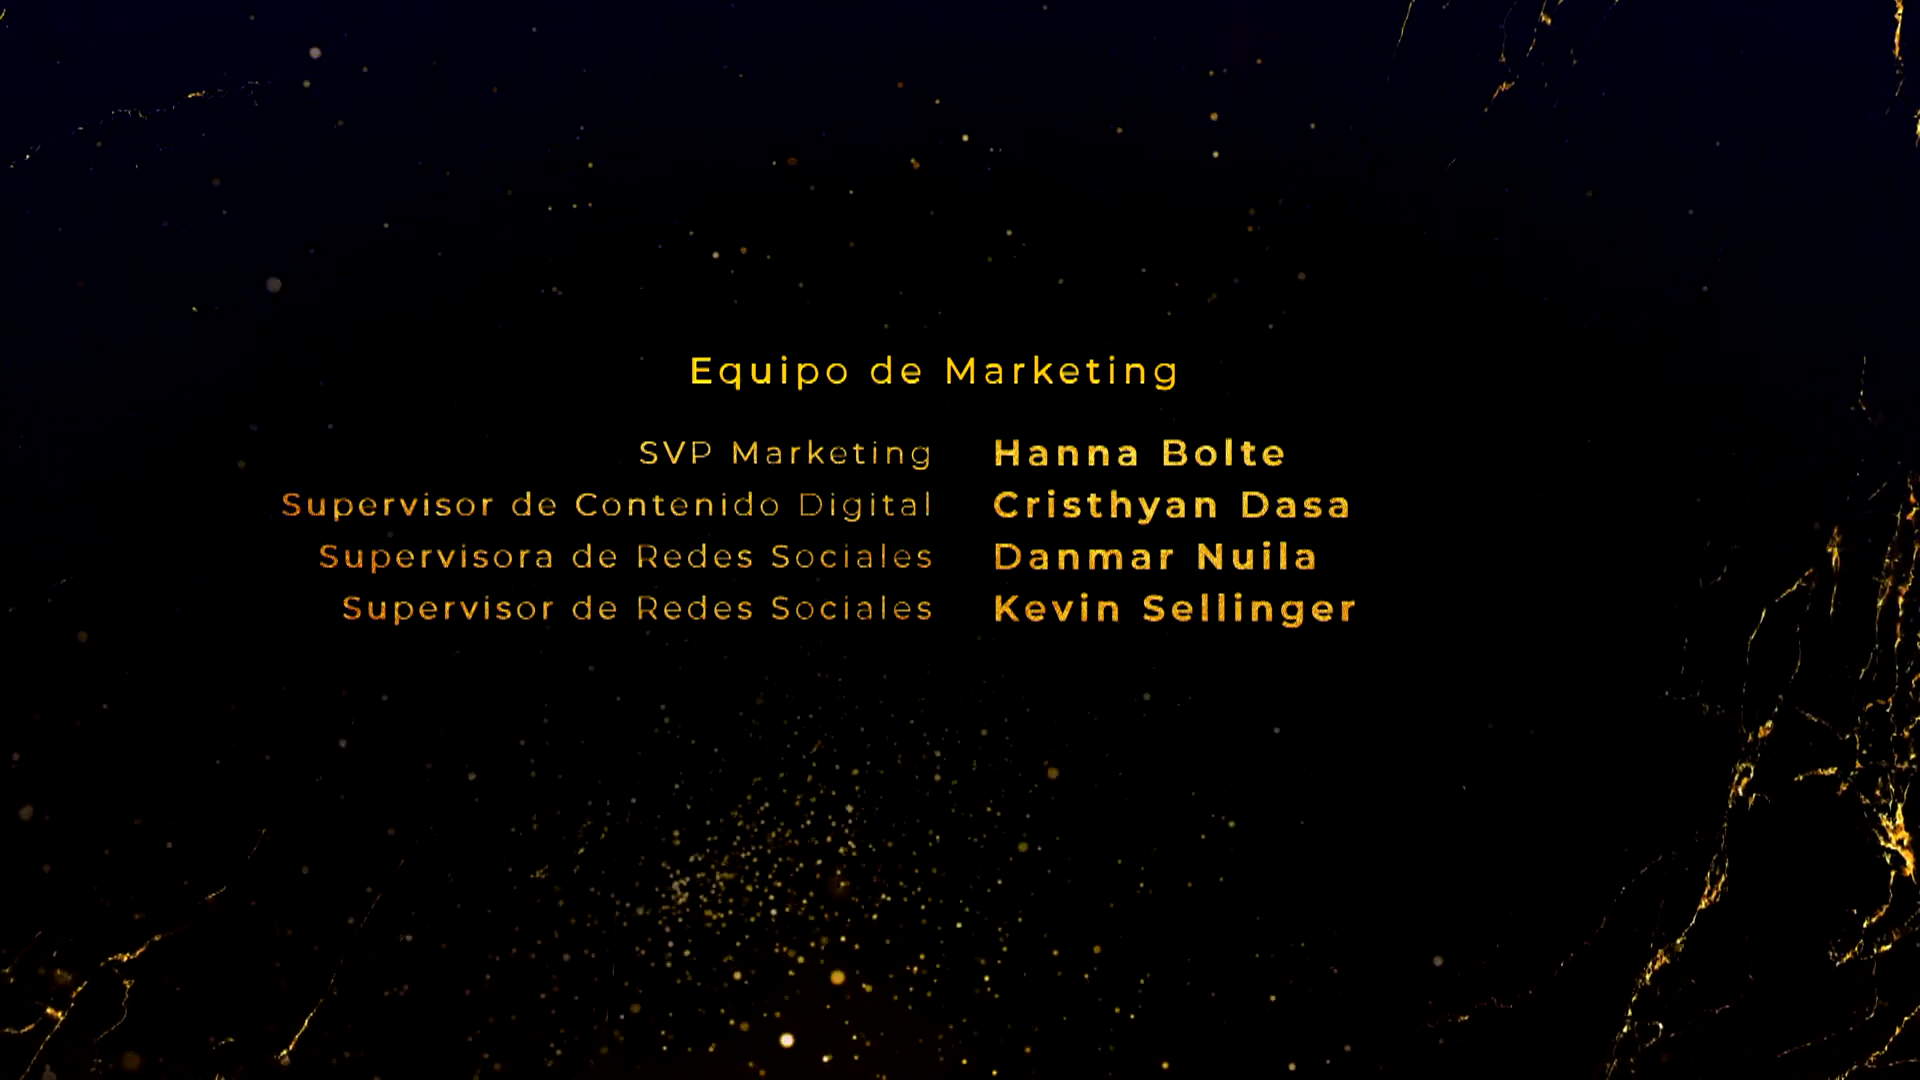 Equipo de Marketing
SVP Marketing Hanna Bolte
Supervisor de Contenido Digital Cristhyan Dasa
Supervisora de Redes Sociales Danmar Nuila
Supervisor de Redes Sociales Kevin Sellinger